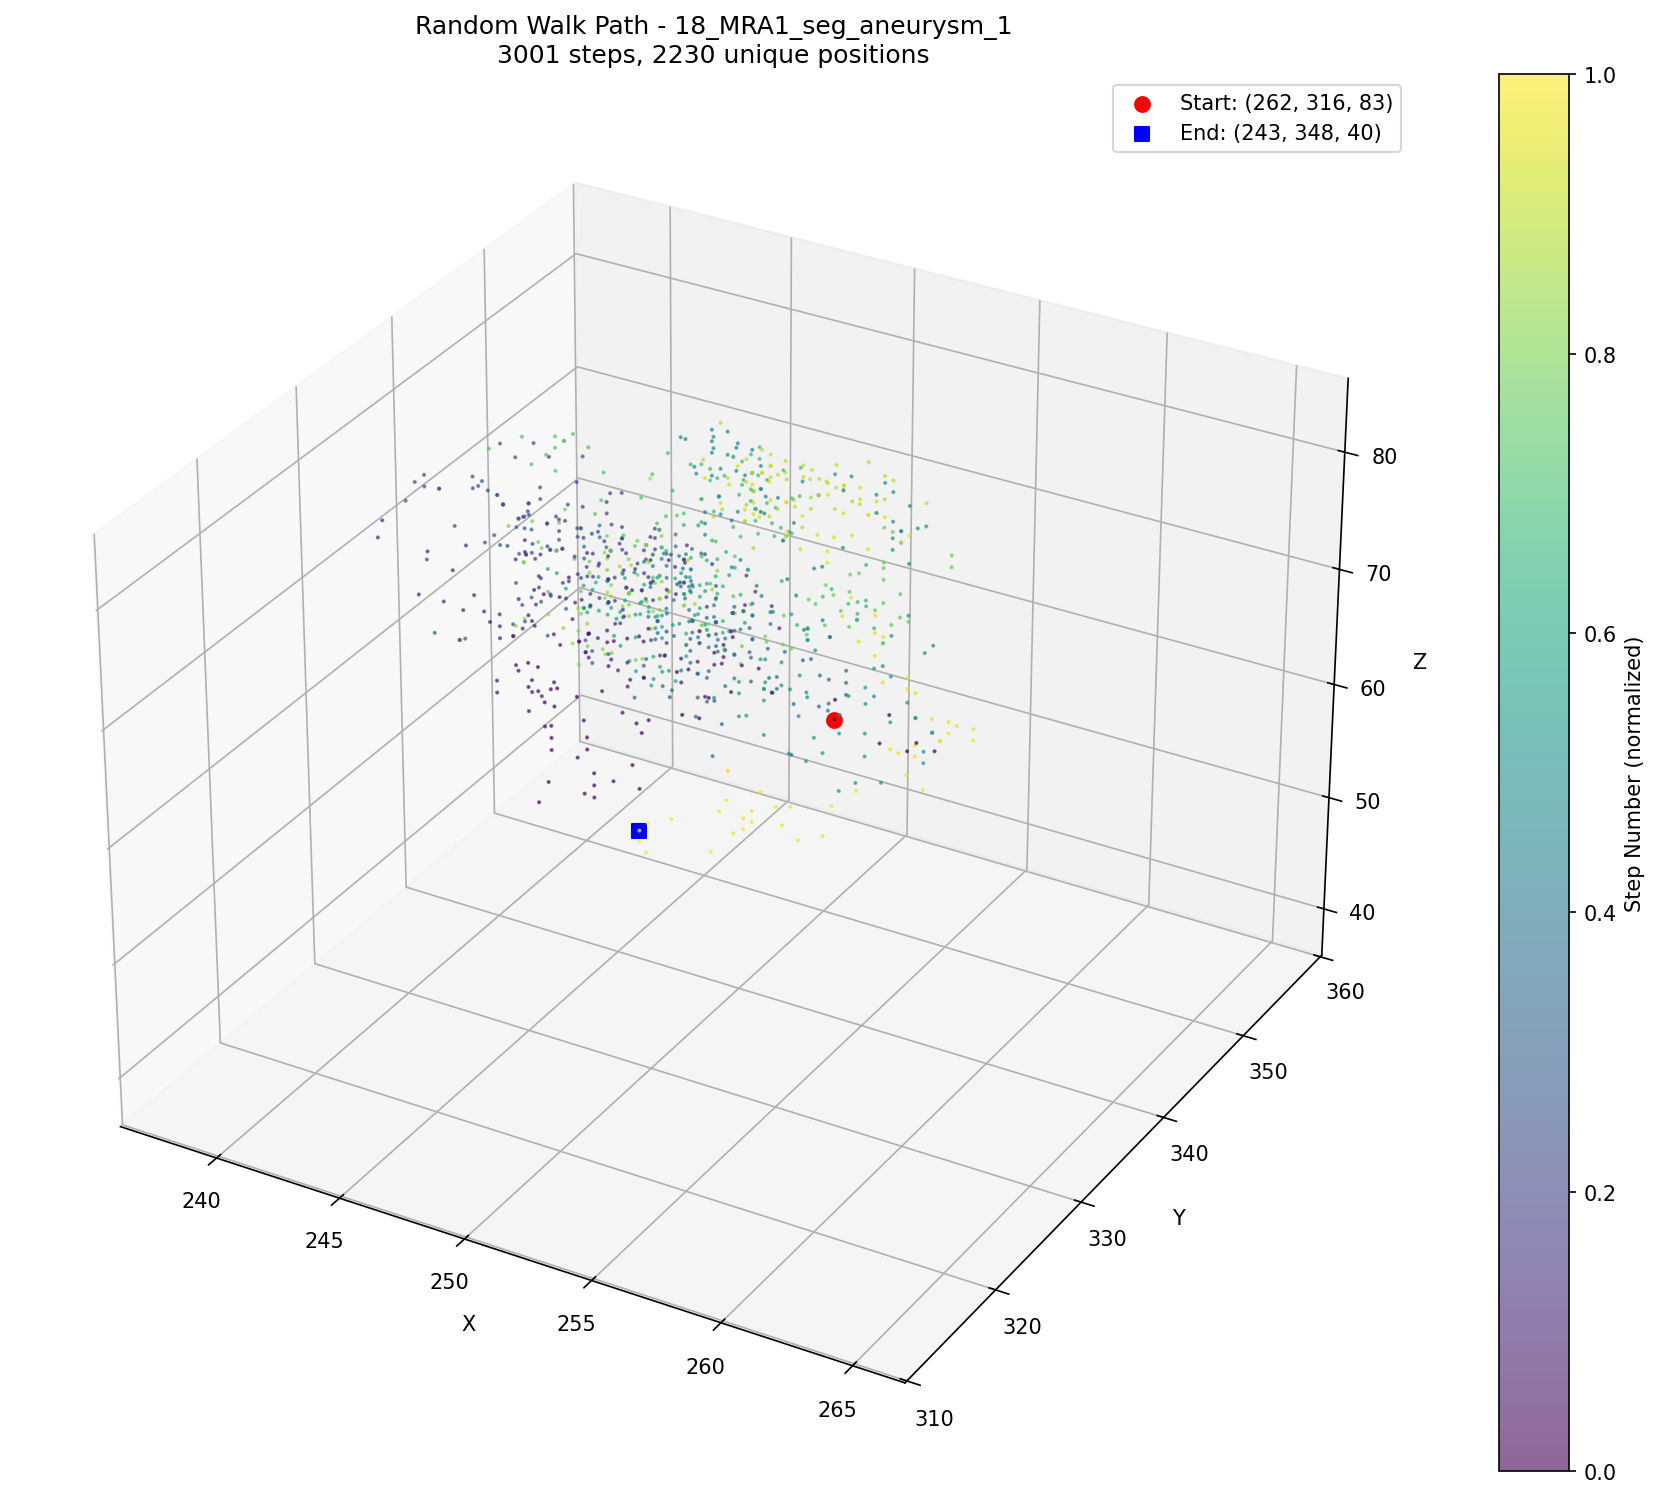 Random Walk Path - 18_MRA1_seg_aneurysm_1
3001 steps, 2230 unique positions
Start: (262, 316, 83)
End: (243, 348, 40)
1.0
0.8
0.6
0.4
0.2
0.0
Step Number (normalized)
80
70
60
50
40
Z
360
350
340
330
320
310
Y
240
245
250
255
260
265
X